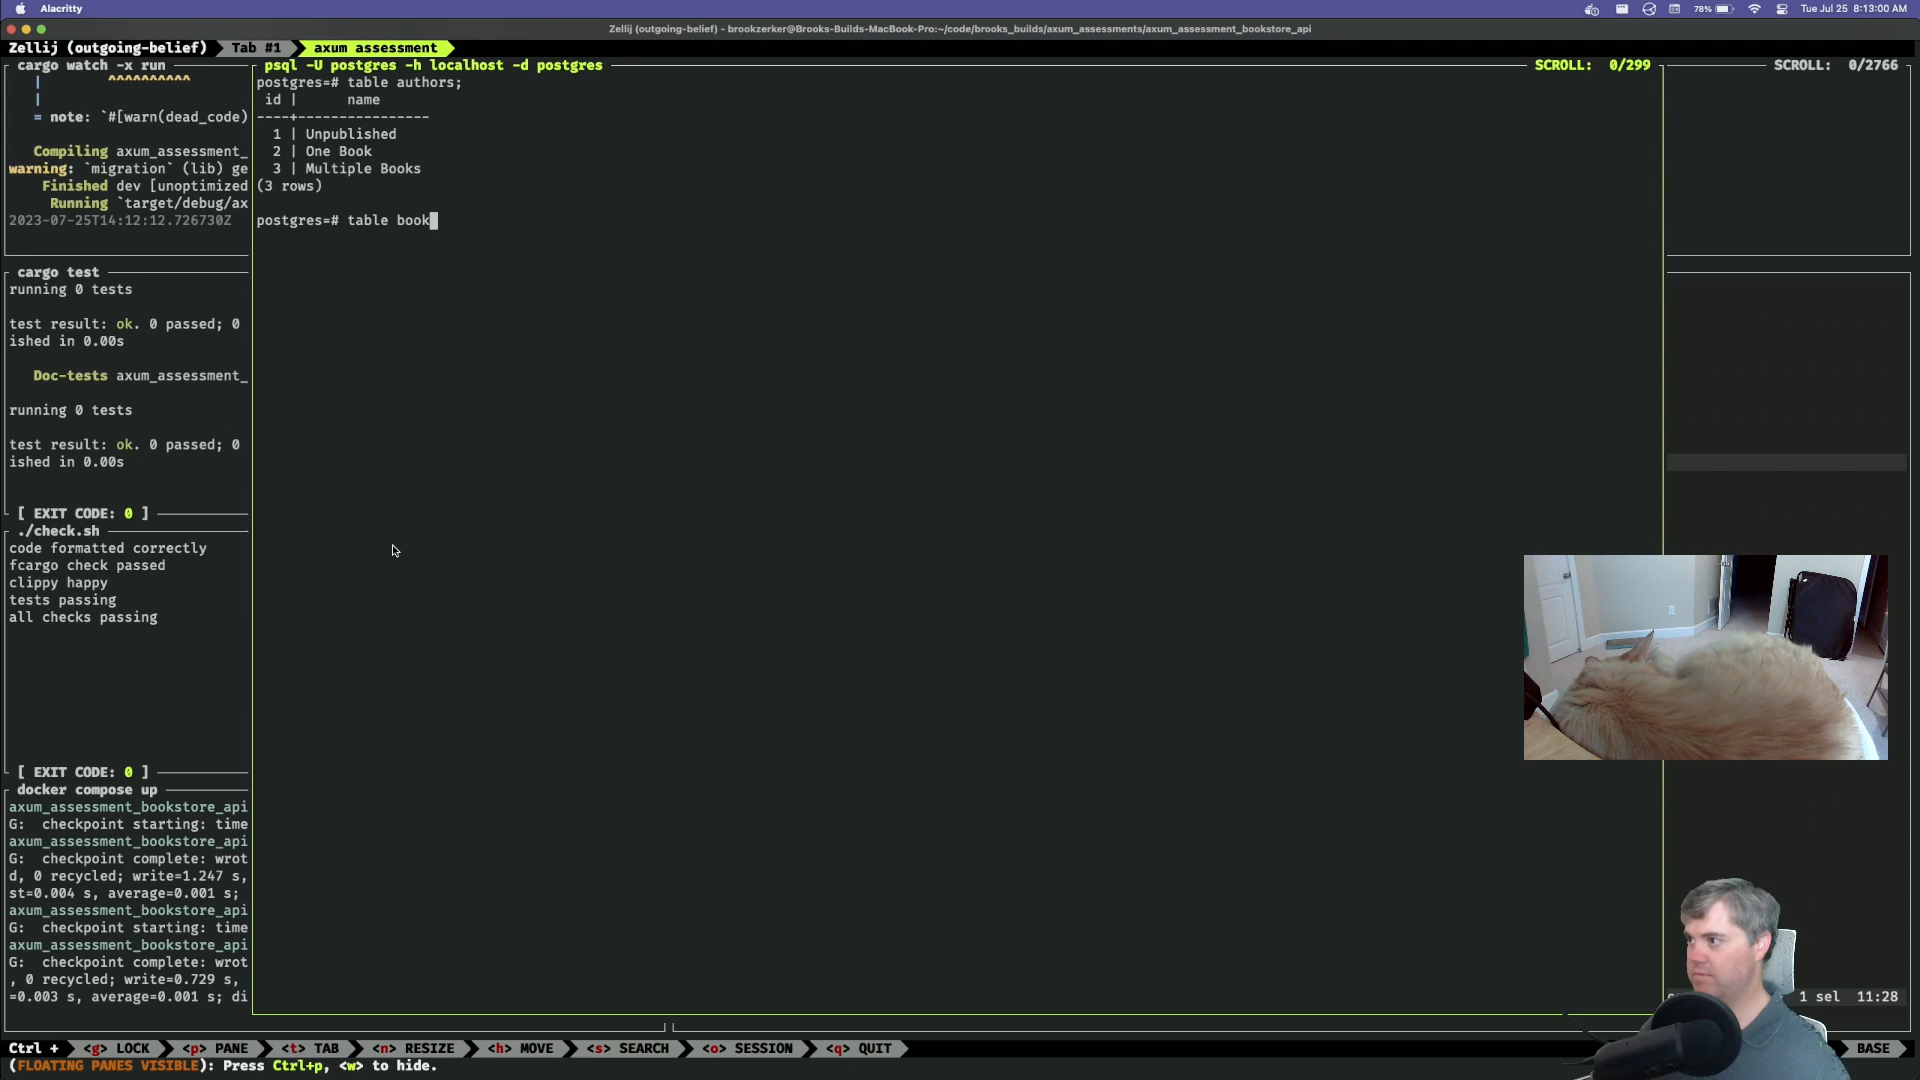 Alacritty
78%
Tue Jul 25 8:13:00 AM
Zellij (outgoing-belief) - brookzerker@Brooks-Builds-MacBook-Pro:~/code/brooks_builds/axum_assessments/axum_assessment_bookstore_api
Zellij (outgoing-belief) Tab #1 axum assessment
cargo watch -x run
^^^^^^^^^^
|
|
= note: `#[warn(dead_code)
Compiling axum_assessment_
warning: `migration` (lib) ge
Finished dev [unoptimized
Running `target/debug/ax
2023-07-25T14:12:12.726730Z
cargo test
running 0 tests
test result: ok. 0 passed; 0
ished in 0.00s
Doc-tests axum_assessment_
running 0 tests
test result: ok. 0 passed; 0
ished in 0.00s
[ EXIT CODE: 0 ]
./check.sh
code formatted correctly
fcargo check passed
clippy happy
tests passing
all checks passing
[ EXIT CODE: 0 ]
docker compose up
axum_assessment_bookstore_api
G: checkpoint starting: time
axum_assessment_bookstore_api
G: checkpoint complete: wrot
d, 0 recycled; write=1.247 s,
st=0.004 s, average=0.001 s;
axum_assessment_bookstore_api
G: checkpoint starting: time
axum_assessment_bookstore_api
G: checkpoint complete: wrot
, 0 recycled; write=0.729 s,
=0.003 s, average=0.001 s; di
psql -U postgres -h localhost -d postgres
SCROLL: 0/299
postgres=# table authors;
id | name
----+----------------
1 | Unpublished
2 | One Book
3 | Multiple Books
(3 rows)
postgres=# table book
SCROLL: 0/2766
1 sel 11:28
Ctrl + <g> LOCK <p> PANE <t> TAB <n> RESIZE <h> MOVE <s> SEARCH <o> SESSION <q> QUIT
BASE
(FLOATING PANES VISIBLE): Press Ctrl+p, <w> to hide.